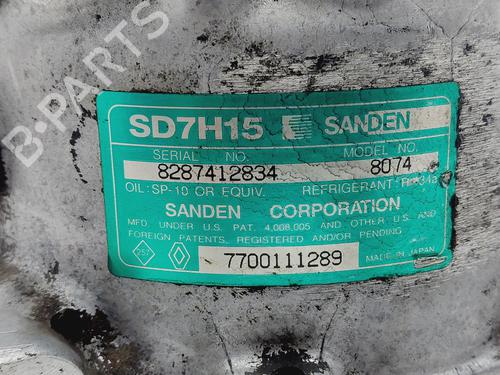 B-PARTS
SD7H15 SANDEN
SERIAL NO. MODEL NO.
8287412834 8074
OIL: SP-10 OR EQUIV. REFRIGERANT:
SANDEN CORPORATION
MFD. UNDER U.S. PAT. 4,008,005 AND OTHER U.S. AND
FOREIGN PATENTS, REGISTERED AND/OR PENDING
257 7700111289 MADE IN JAPAN